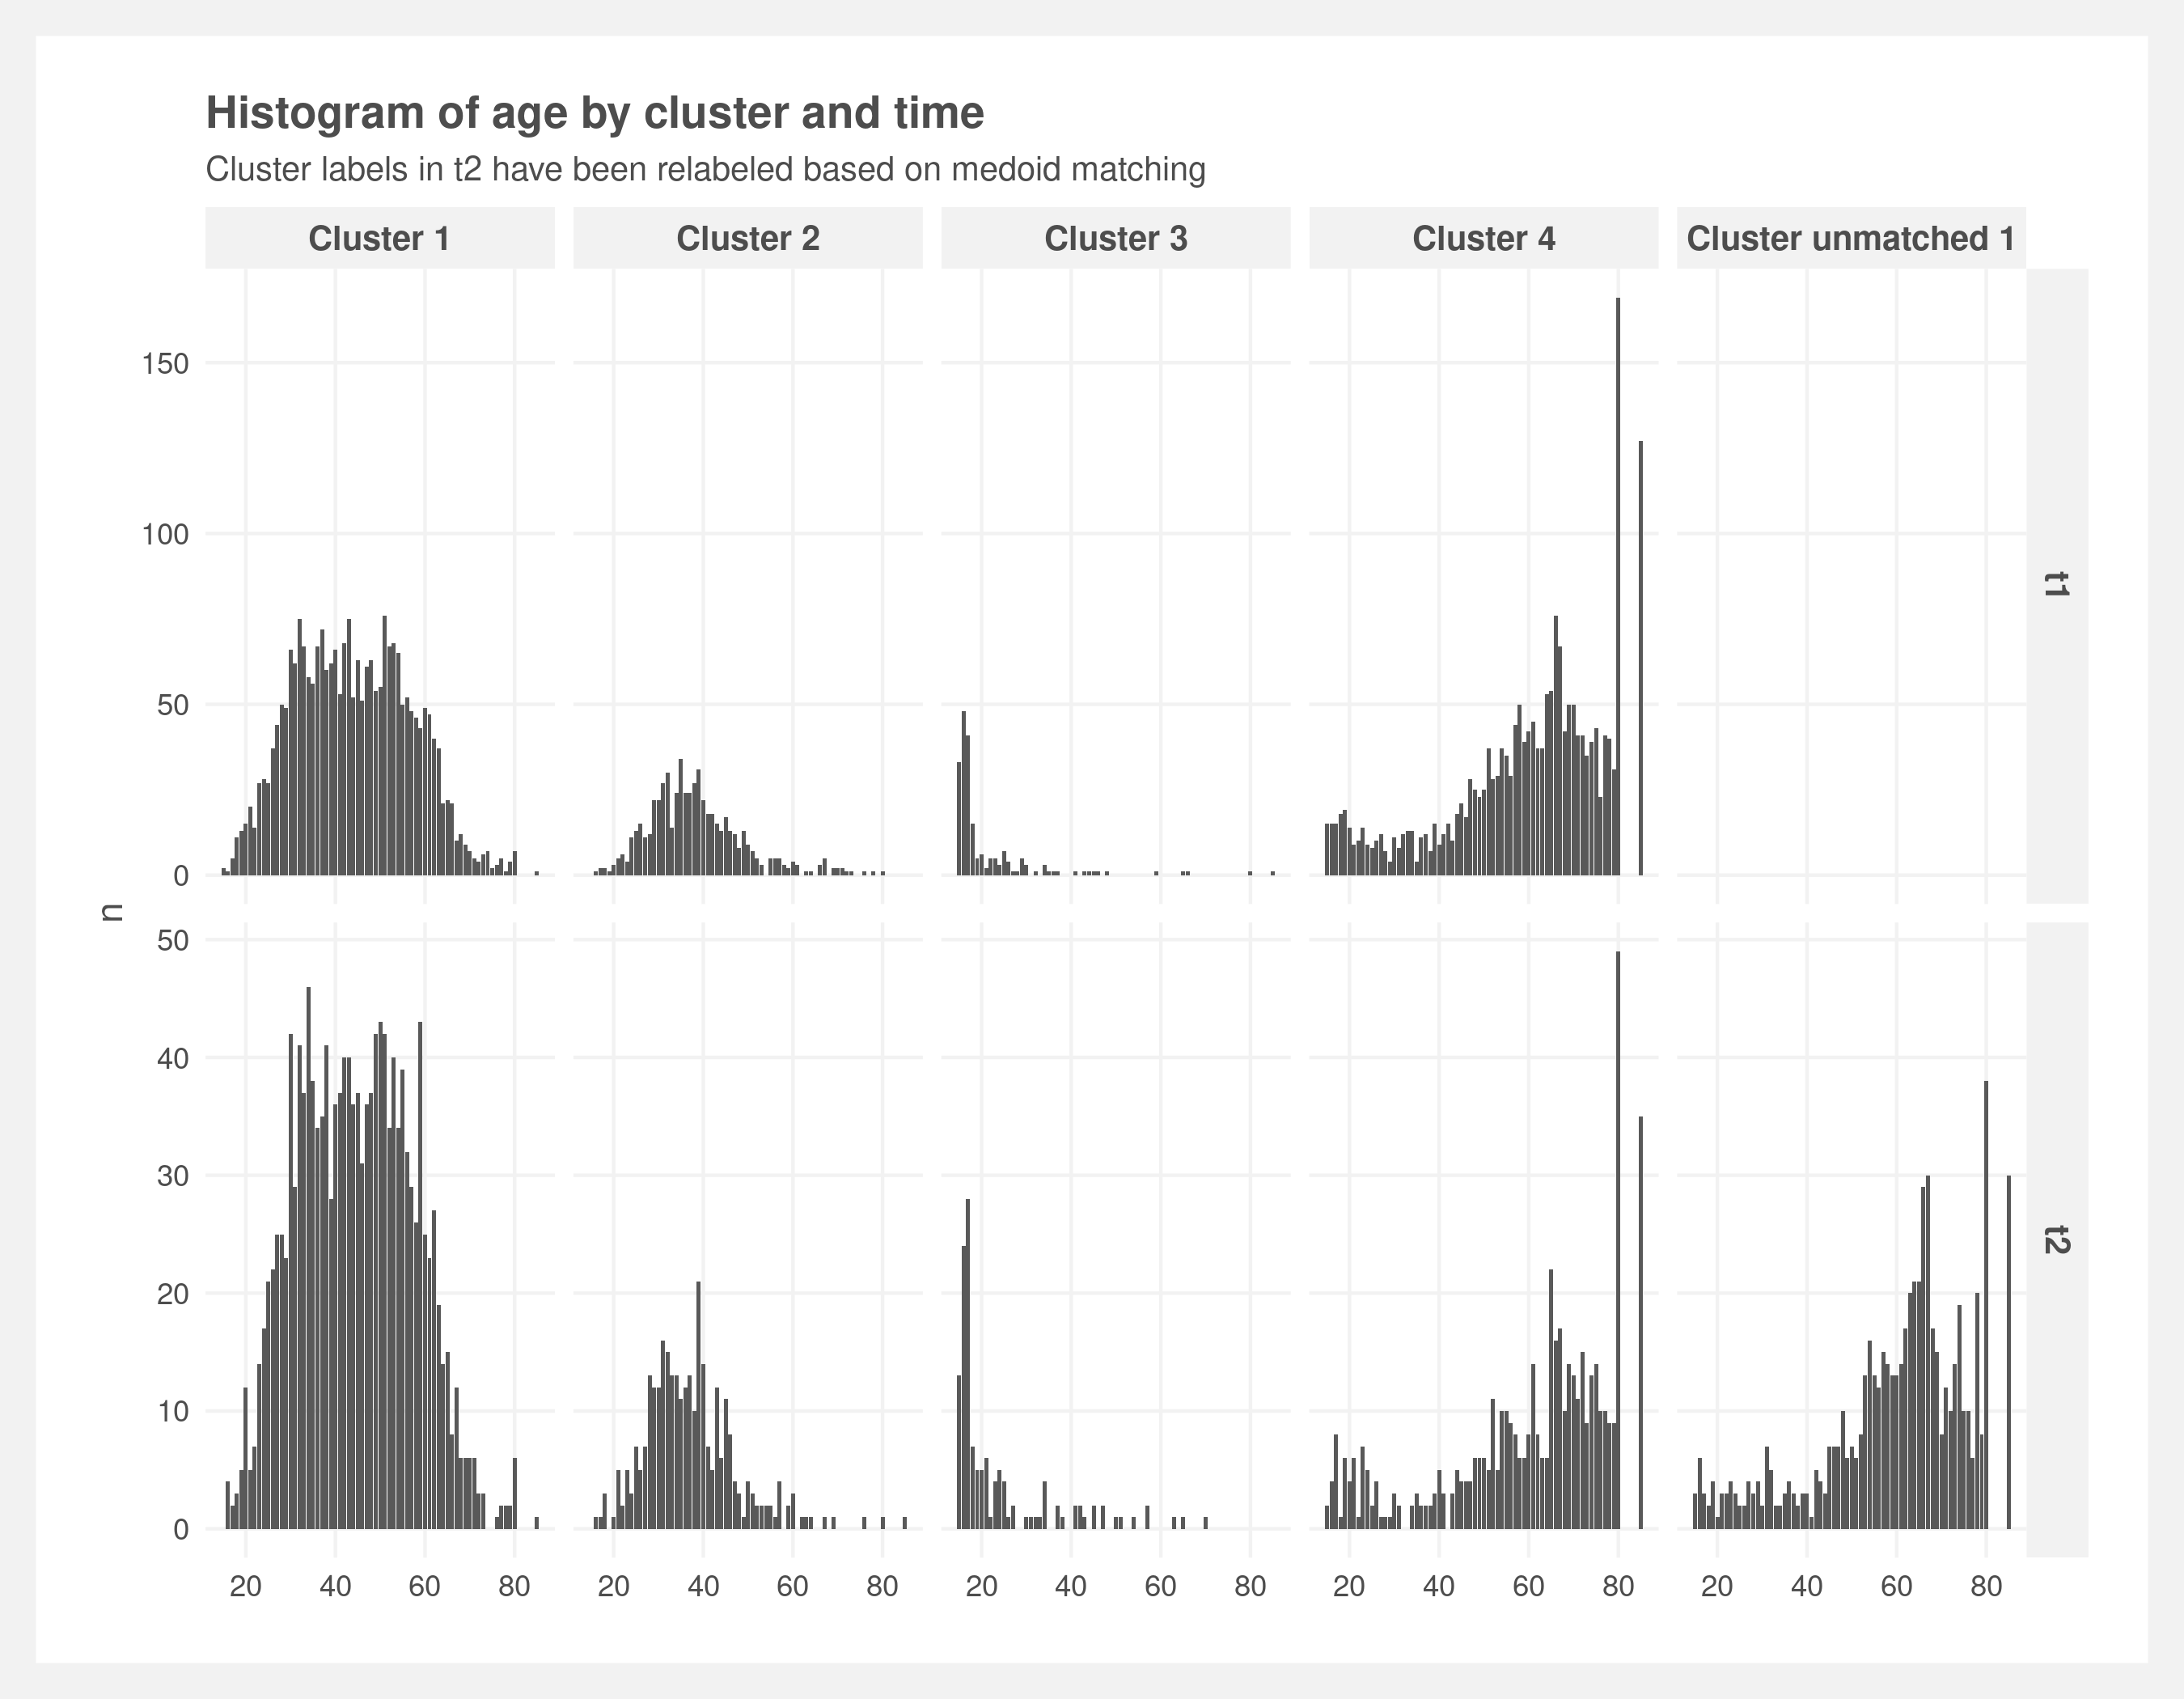 Histogram of age by cluster and time
Cluster labels in t2 have been relabeled based on medoid matching
Cluster 1 Cluster 2 Cluster 3 Cluster 4 Cluster unmatched 1
150
100
50
0
t1
n
50
40
30
20
10
0
t2
20 40 60 80 20 40 60 80 20 40 60 80 20 40 60 80 20 40 60 80